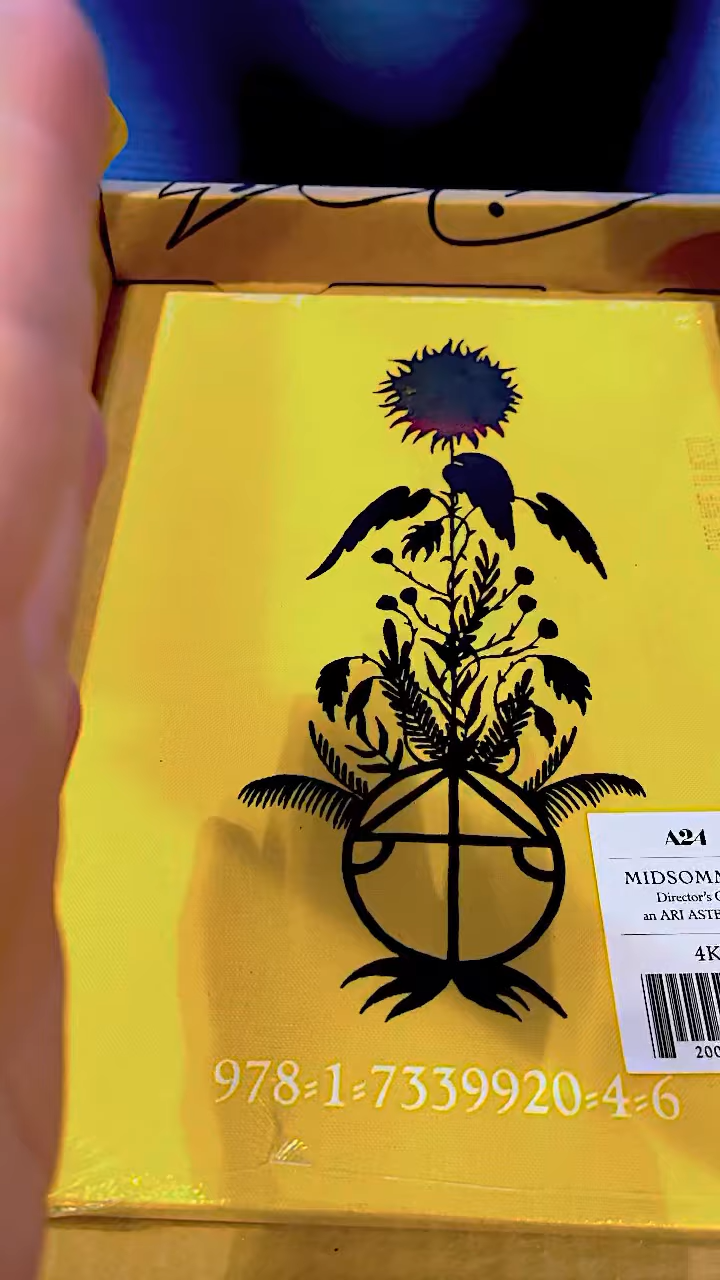 A24
MIDSOMM
Director's C
an ARI ASTE
4K
200
978-1-7339920-4-6